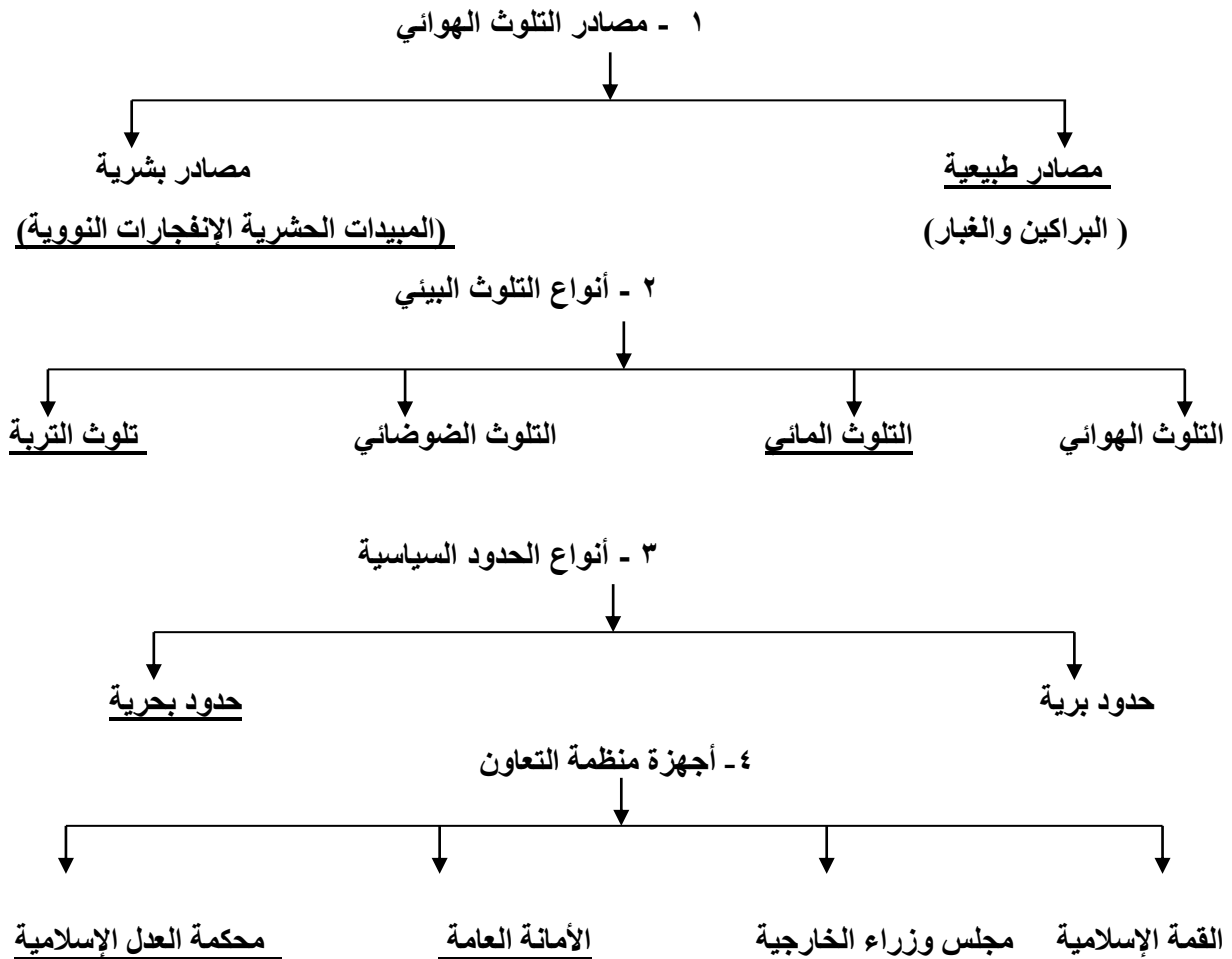 ١ - مصادر التلوث الهوائي
مصادر طبيعية مصادر بشرية
( البراكين والغبار) (المبيدات الحشرية الإنفجارات النووية)
٢ - أنواع التلوث البيئي
التلوث الهوائي التلوث المائي التلوث الضوضائي تلوث التربة
٣ - أنواع الحدود السياسية
حدود برية حدود بحرية
٤- أجهزة منظمة التعاون
القمة الإسلامية مجلس وزراء الخارجية الأمانة العامة محكمة العدل الإسلامية